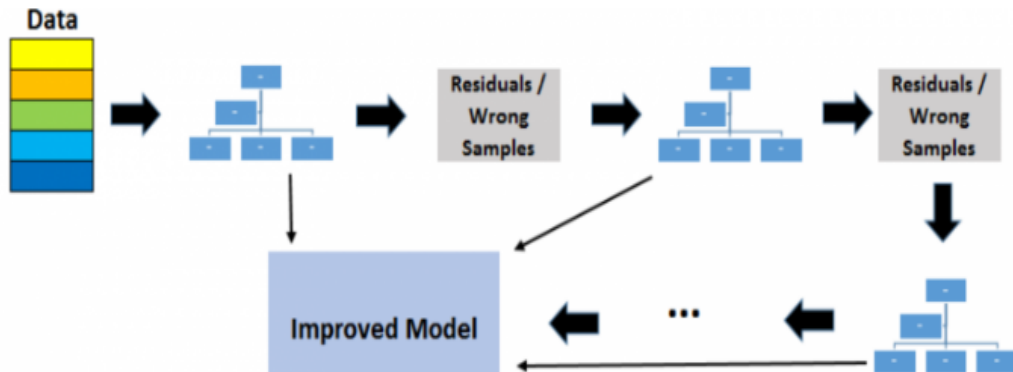 Data
Residuals /
Wrong
Samples
Residuals /
Wrong
Samples
Improved Model
...